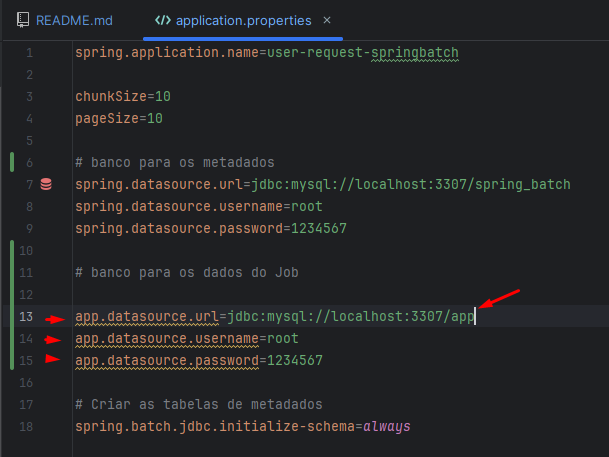 README.md
application.properties
1 spring.application.name=user-request-springbatch
2
3 chunkSize=10
4 pageSize=10
5
6 # banco para os metadados
7 spring.datasource.url=jdbc:mysql://localhost:3307/spring_batch
8 spring.datasource.username=root
9 spring.datasource.password=1234567
10
11 # banco para os dados do Job
12
13 app.datasource.url=jdbc:mysql://localhost:3307/app
14 app.datasource.username=root
15 app.datasource.password=1234567
16
17 # Criar as tabelas de metadados
18 spring.batch.jdbc.initialize-schema=always